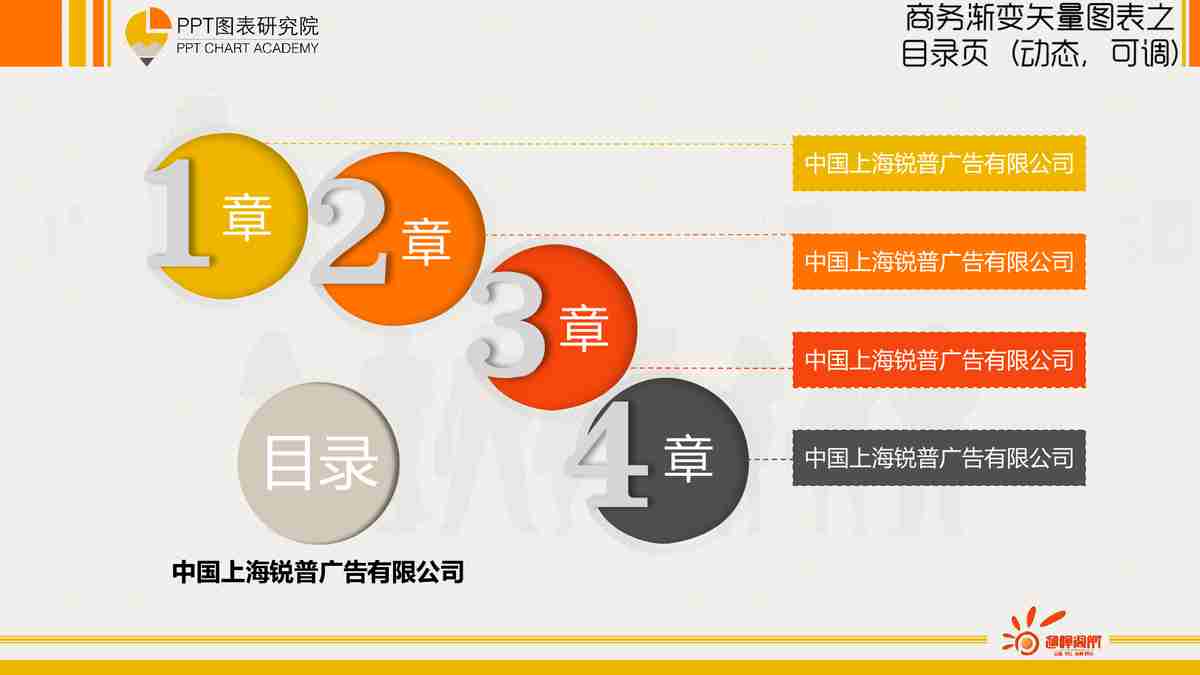 PPT图表研究院
PPT CHART ACADEMY
商务渐变矢量图表之
目录页（动态，可调）
1章
中国上海锐普广告有限公司
2章
中国上海锐普广告有限公司
3章
中国上海锐普广告有限公司
4章
中国上海锐普广告有限公司
目录
中国上海锐普广告有限公司